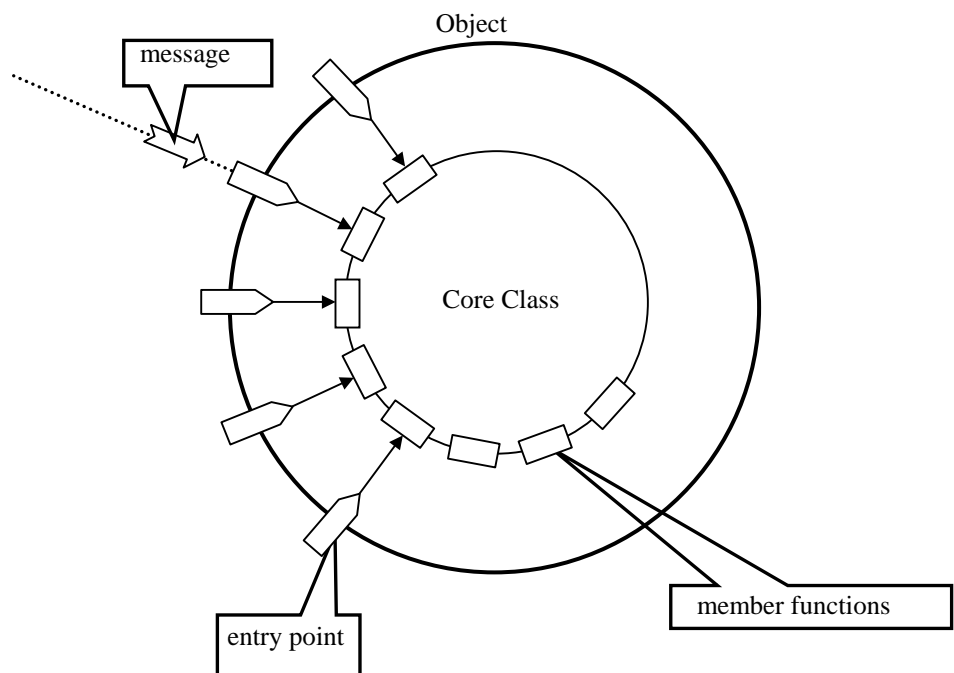 Object
message
Core Class
member functions
entry point